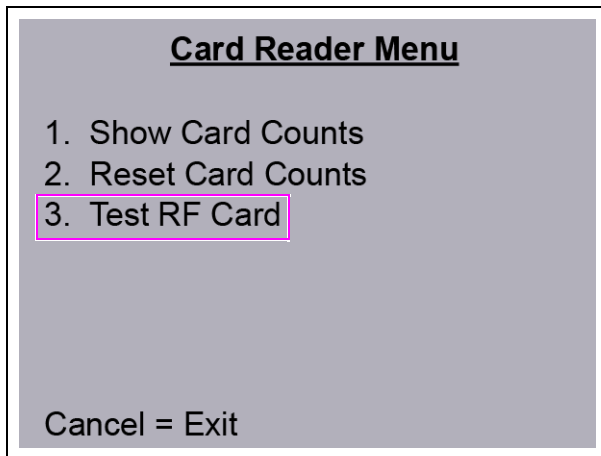 Card Reader Menu
1. Show Card Counts
2. Reset Card Counts
3. Test RF Card
Cancel = Exit